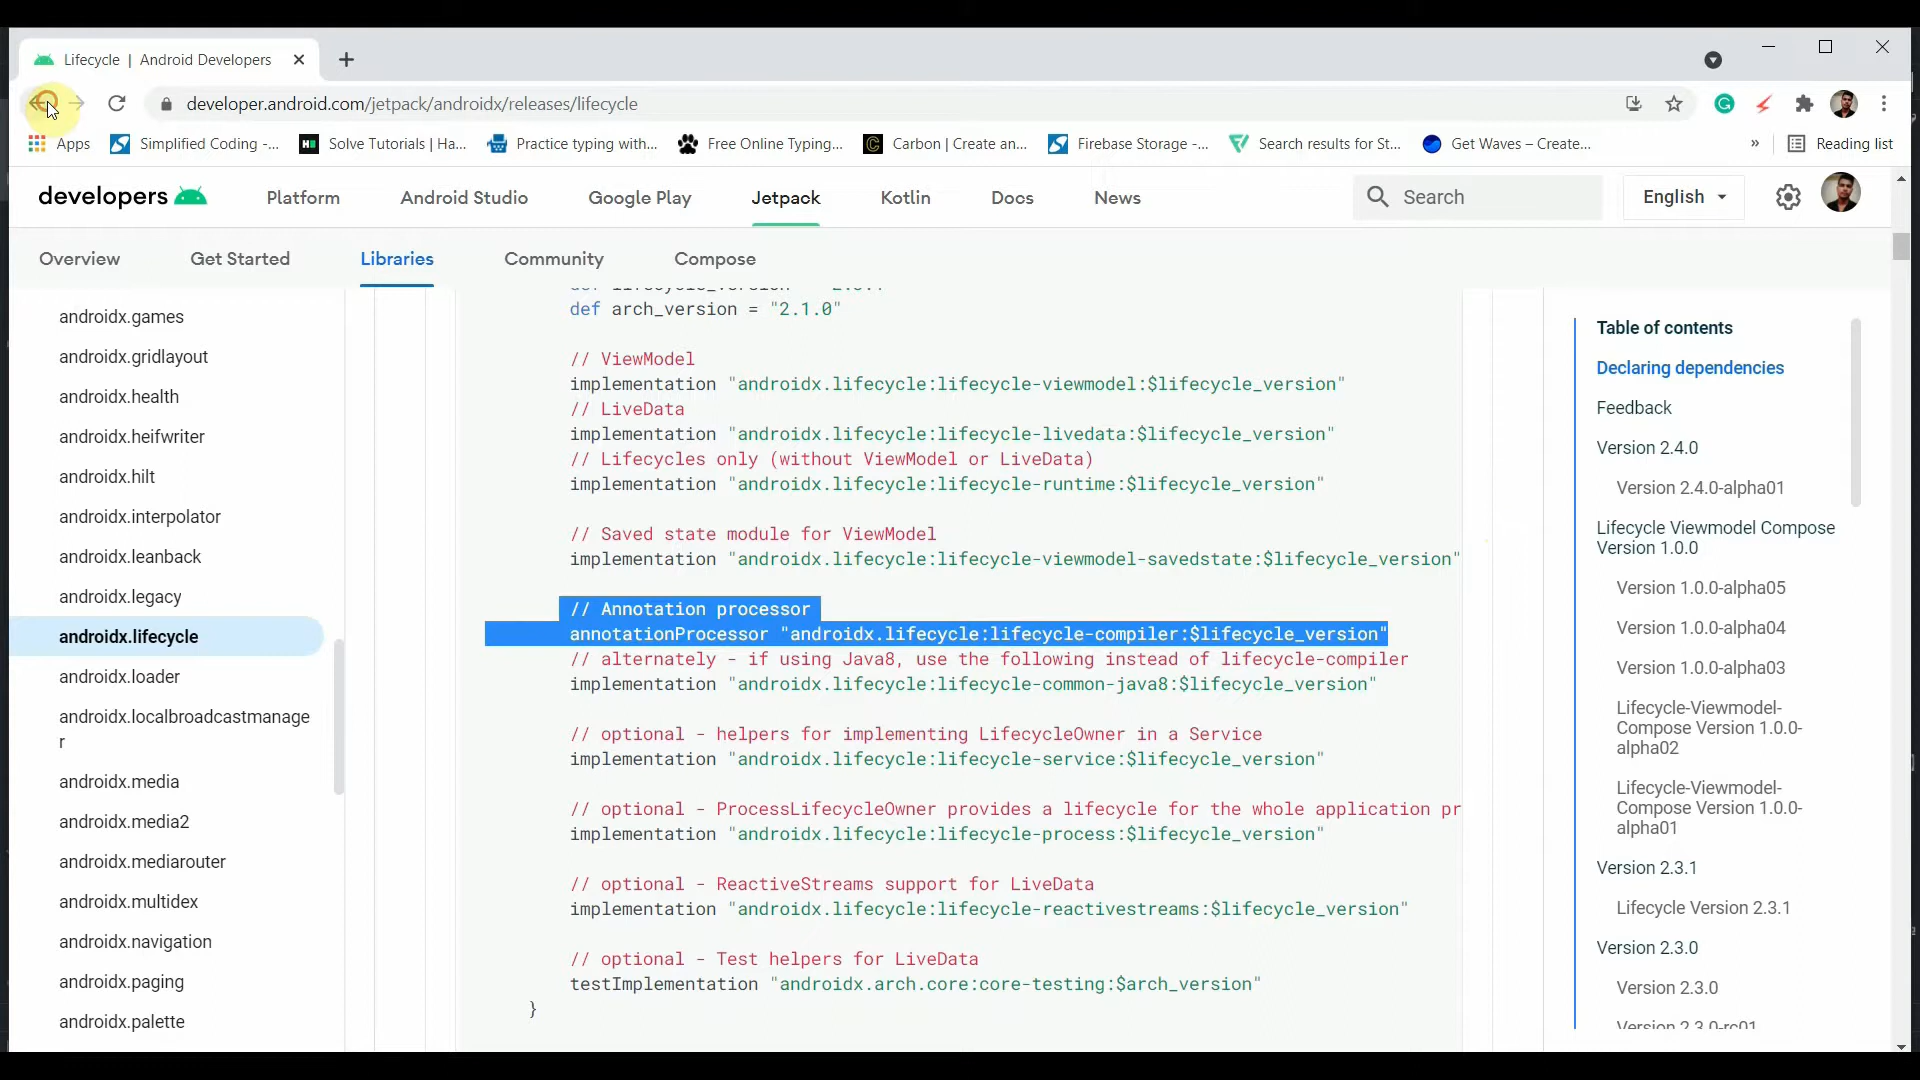 Lifecycle | Android Developers
developer.android.com/jetpack/androidx/releases/lifecycle
Apps
Simplified Coding -...
Solve Tutorials | Ha...
Practice typing with...
Free Online Typing...
Carbon | Create an...
Firebase Storage -...
Search results for St...
Get Waves – Create...
»
Reading list
developers
Platform
Android Studio
Google Play
Jetpack
Kotlin
Docs
News
Search
English
Overview
Get Started
Libraries
Community
Compose
androidx.games
androidx.gridlayout
androidx.health
androidx.heifwriter
androidx.hilt
androidx.interpolator
androidx.leanback
androidx.legacy
androidx.lifecycle
androidx.loader
androidx.localbroadcastmanage
r
androidx.media
androidx.media2
androidx.mediarouter
androidx.multidex
androidx.navigation
androidx.paging
androidx.palette
def arch_version = "2.1.0"
// ViewModel
implementation "androidx.lifecycle:lifecycle-viewmodel:$lifecycle_version"
// LiveData
implementation "androidx.lifecycle:lifecycle-livedata:$lifecycle_version"
// Lifecycles only (without ViewModel or LiveData)
implementation "androidx.lifecycle:lifecycle-runtime:$lifecycle_version"
// Saved state module for ViewModel
implementation "androidx.lifecycle:lifecycle-viewmodel-savedstate:$lifecycle_version"
// Annotation processor
annotationProcessor "androidx.lifecycle:lifecycle-compiler:$lifecycle_version"
// alternately - if using Java8, use the following instead of lifecycle-compiler
implementation "androidx.lifecycle:lifecycle-common-java8:$lifecycle_version"
// optional - helpers for implementing LifecycleOwner in a Service
implementation "androidx.lifecycle:lifecycle-service:$lifecycle_version"
// optional - ProcessLifecycleOwner provides a lifecycle for the whole application pr
implementation "androidx.lifecycle:lifecycle-process:$lifecycle_version"
// optional - ReactiveStreams support for LiveData
implementation "androidx.lifecycle:lifecycle-reactivestreams:$lifecycle_version"
// optional - Test helpers for LiveData
testImplementation "androidx.arch.core:core-testing:$arch_version"
}
Table of contents
Declaring dependencies
Feedback
Version 2.4.0
Version 2.4.0-alpha01
Lifecycle Viewmodel Compose
Version 1.0.0
Version 1.0.0-alpha05
Version 1.0.0-alpha04
Version 1.0.0-alpha03
Lifecycle-Viewmodel-
Compose Version 1.0.0-
alpha02
Lifecycle-Viewmodel-
Compose Version 1.0.0-
alpha01
Version 2.3.1
Lifecycle Version 2.3.1
Version 2.3.0
Version 2.3.0
Version 2.3.0-rc01